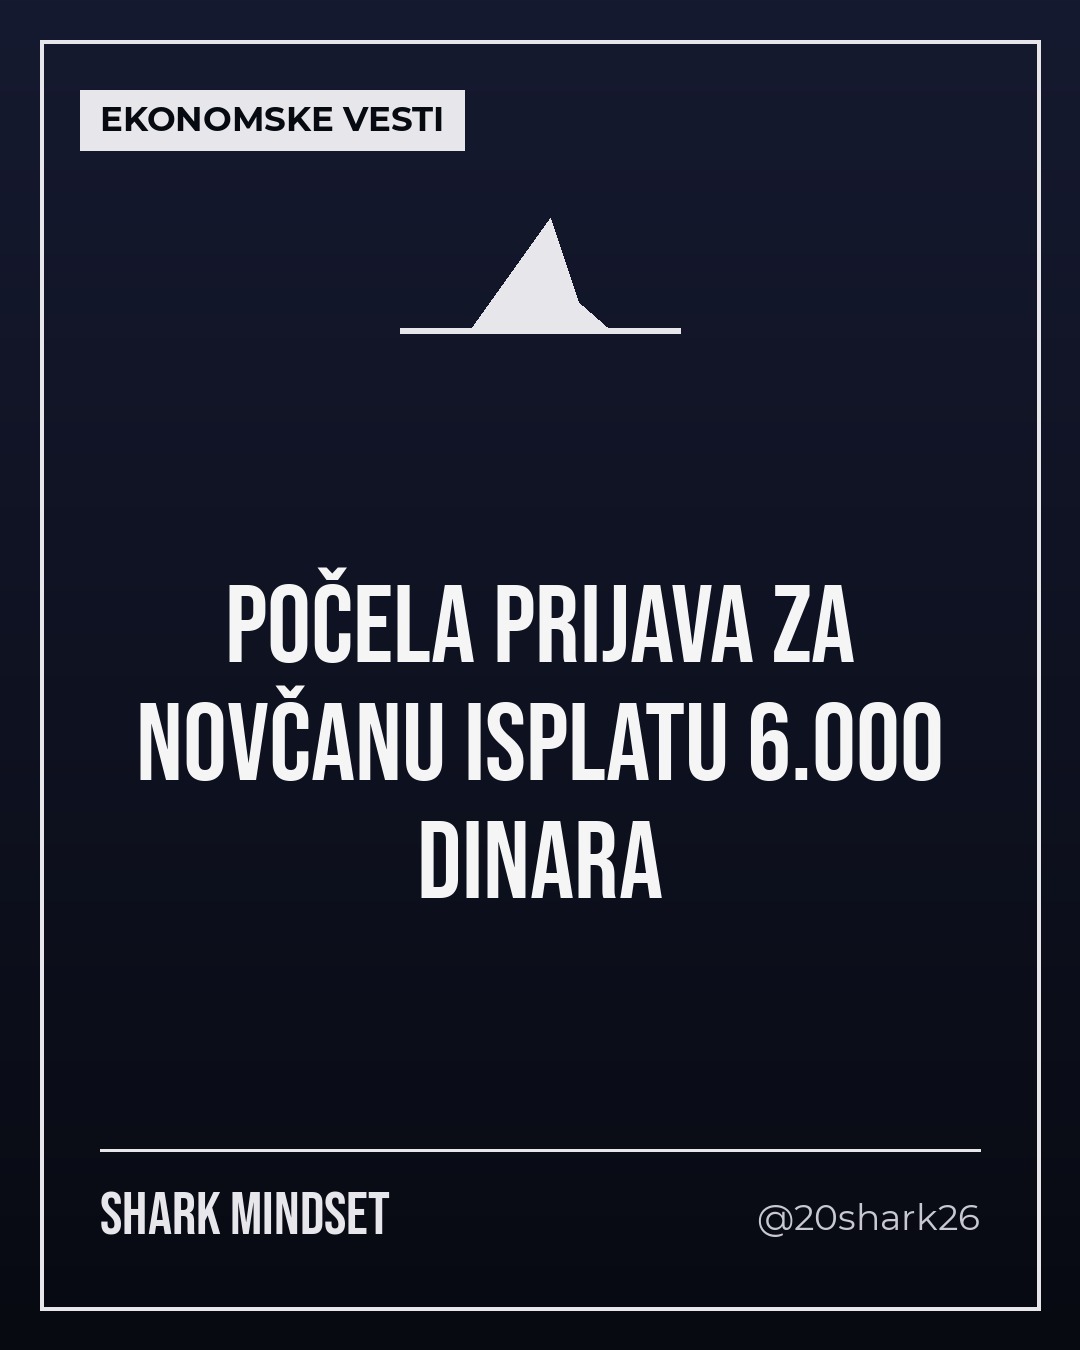 EKONOMSKE VESTI
POČELA PRIJAVA ZA
NOVČANU ISPLATU 6.000
DINARA
SHARK MINDSET
@20shark26